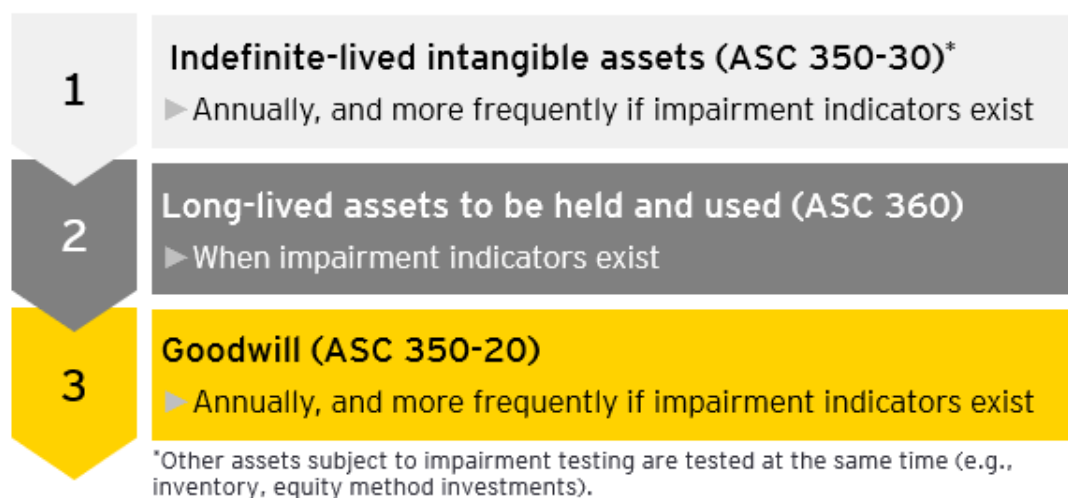 1
Indefinite-lived intangible assets (ASC 350-30)*
▶Annually, and more frequently if impairment indicators exist
2
Long-lived assets to be held and used (ASC 360)
▶When impairment indicators exist
3
Goodwill (ASC 350-20)
▶Annually, and more frequently if impairment indicators exist
*Other assets subject to impairment testing are tested at the same time (e.g.,
inventory, equity method investments).